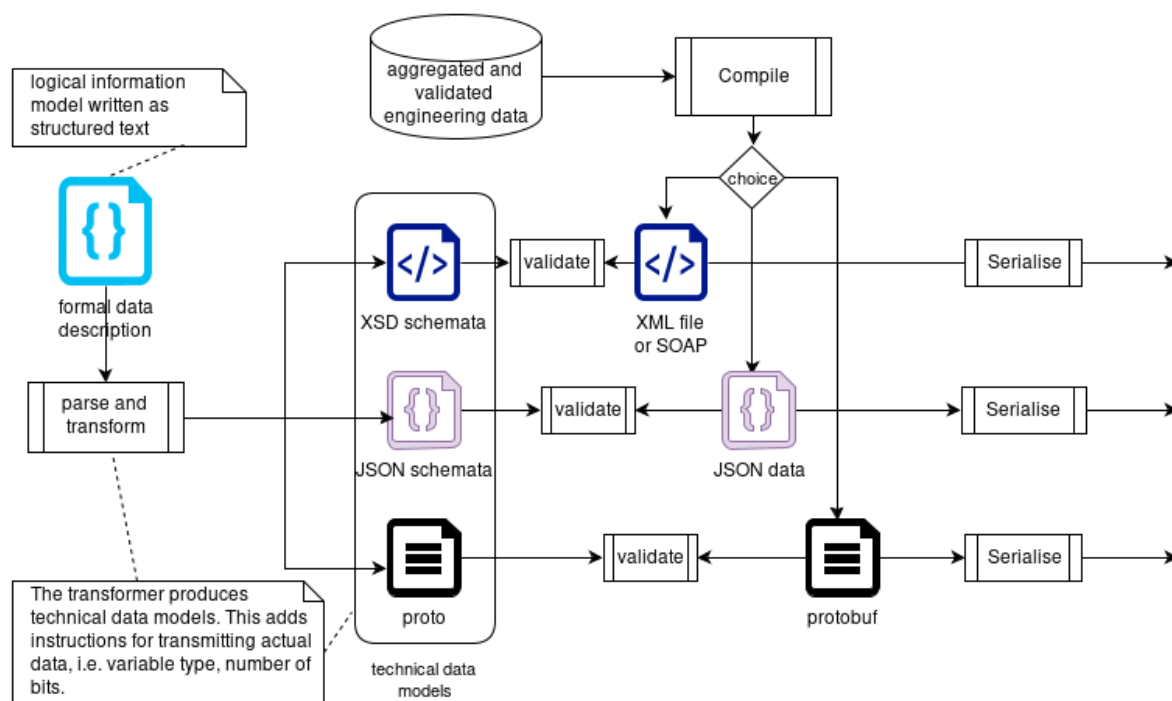 logical information
model written as
structured text
aggregated and
validated
engineering data
Compile
choice
formal data
description
XSD schemata
validate
XML file
or SOAP
Serialise
parse and
transform
JSON schemata
validate
JSON data
Serialise
The transformer produces
technical data models. This adds
instructions for transmitting actual
data, i.e. variable type, number of
bits.
proto
validate
protobuf
Serialise
technical data
models